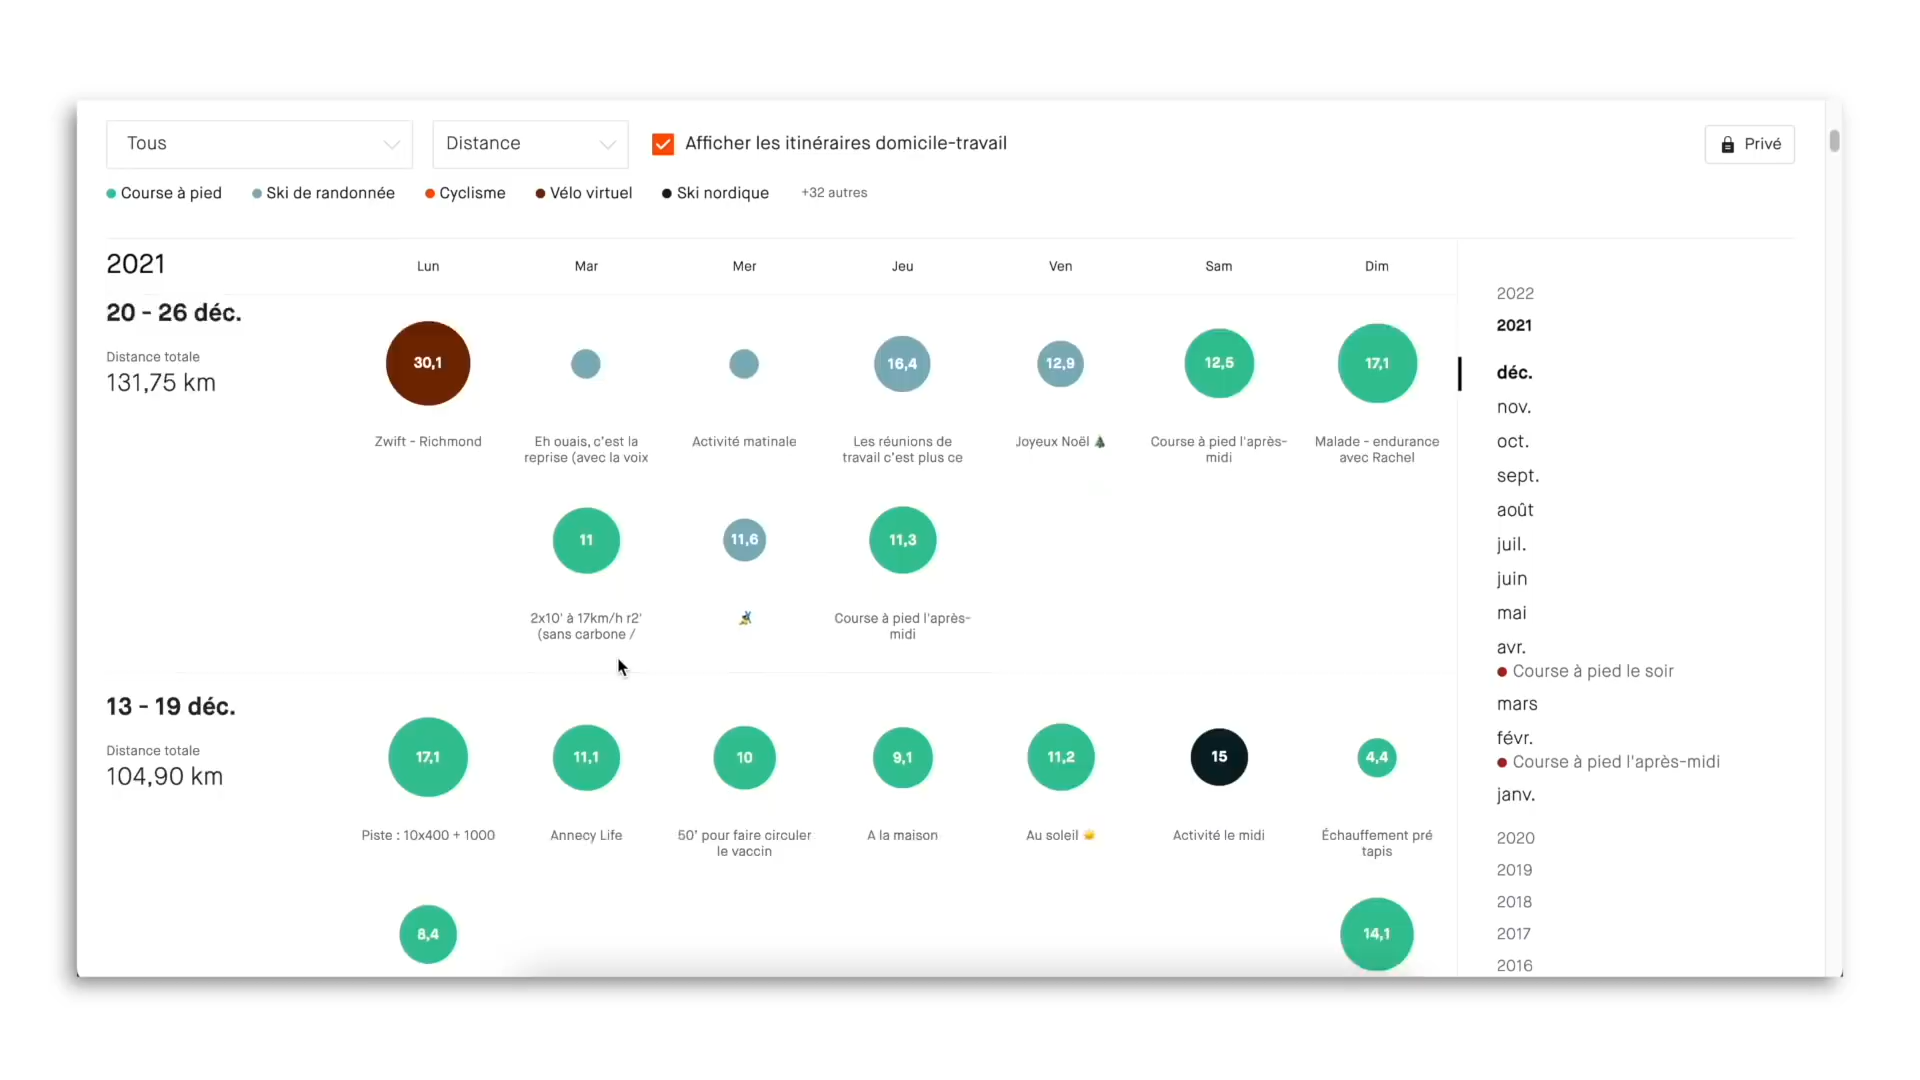 Tous
Distance
Afficher les itinéraires domicile-travail
Privé
Course à pied
Ski de randonnée
Cyclisme
Vélo virtuel
Ski nordique
+32 autres
2021
Lun
Mar
Mer
Jeu
Ven
Sam
Dim
20 - 26 déc.
Distance totale
131,75 km
30,1
16,4
12,9
12,5
17,1
Zwift - Richmond
Eh ouais, c'est la
reprise (avec la voix
Activité matinale
Les réunions de
travail c'est plus ce
Joyeux Noël 🎄
Course à pied l'après-
midi
Malade - endurance
avec Rachel
11
11,6
11,3
2x10' à 17km/h r2'
(sans carbone /
Course à pied l'après-
midi
13 - 19 déc.
Distance totale
104,90 km
17,1
11,1
10
9,1
11,2
15
4,4
Piste : 10x400 + 1000
Annecy Life
50' pour faire circuler
le vaccin
A la maison
Au soleil ☀️
Activité le midi
Échauffement pré
tapis
8,4
14,1
2022
2021
déc.
nov.
oct.
sept.
août
juil.
juin
mai
avr.
Course à pied le soir
mars
févr.
Course à pied l'après-midi
janv.
2020
2019
2018
2017
2016